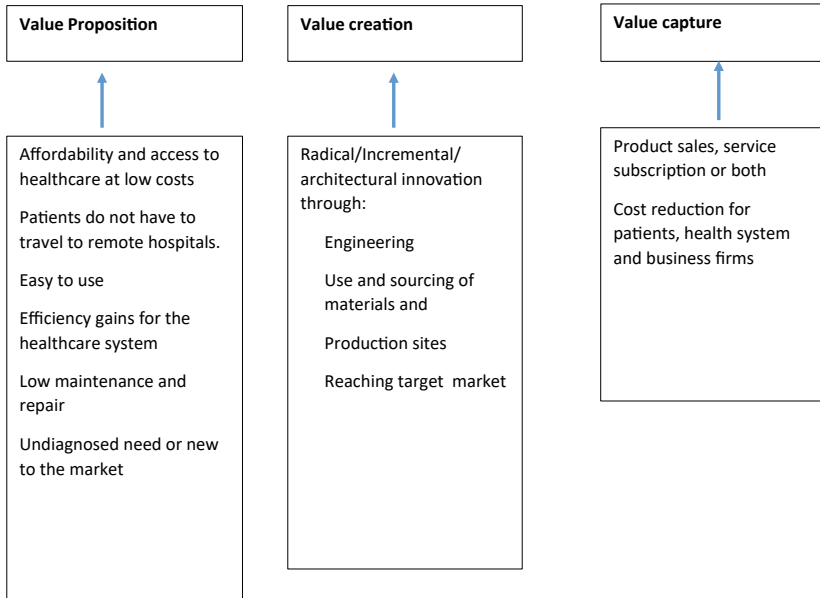 Value Proposition
Affordability and access to
healthcare at low costs
Patients do not have to
travel to remote hospitals.
Easy to use
Efficiency gains for the
healthcare system
Low maintenance and
repair
Undiagnosed need or new
to the market
Value creation
Radical/Incremental/
architectural innovation
through:
Engineering
Use and sourcing of
materials and
Production sites
Reaching target market
Value capture
Product sales, service
subscription or both
Cost reduction for
patients, health system
and business firms